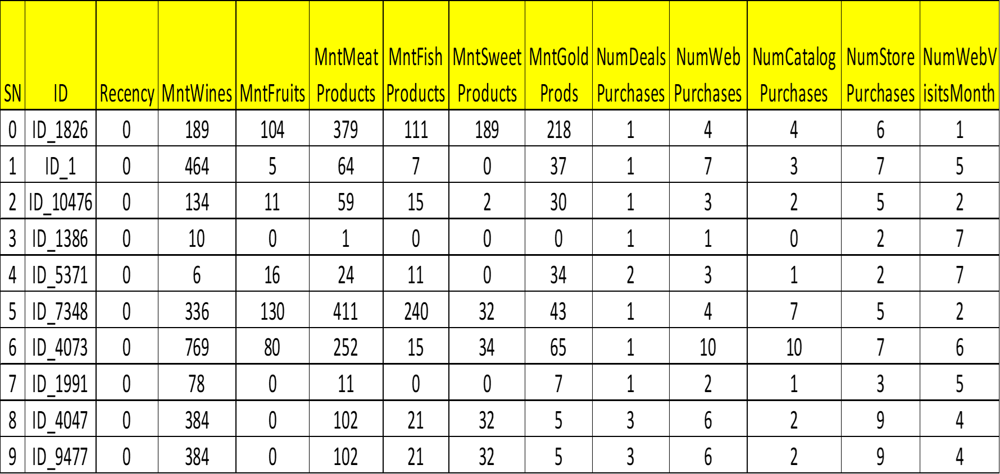 MntMeat MntFish MntSweet MntGold NumDeals NumWeb NumCatalog NumStore NumWebV
SN ID Recency MntWines MntFruits Products Products Products Prods Purchases Purchases Purchases Purchases isitsMonth
0 ID_1826 0 189 104 379 111 189 218 1 4 4 6 1
1 ID_1 0 464 5 64 7 0 37 1 7 3 7 5
2 ID_10476 0 134 11 59 15 2 30 1 3 2 5 2
3 ID_1386 0 10 0 1 0 0 0 1 1 0 2 7
4 ID_5371 0 6 16 24 11 0 34 2 3 1 2 7
5 ID_7348 0 336 130 411 240 32 43 1 4 7 5 2
6 ID_4073 0 769 80 252 15 34 65 1 10 10 7 6
7 ID_1991 0 78 0 11 0 0 7 1 2 1 3 5
8 ID_4047 0 384 0 102 21 32 5 3 6 2 9 4
9 ID_9477 0 384 0 102 21 32 5 3 6 2 9 4